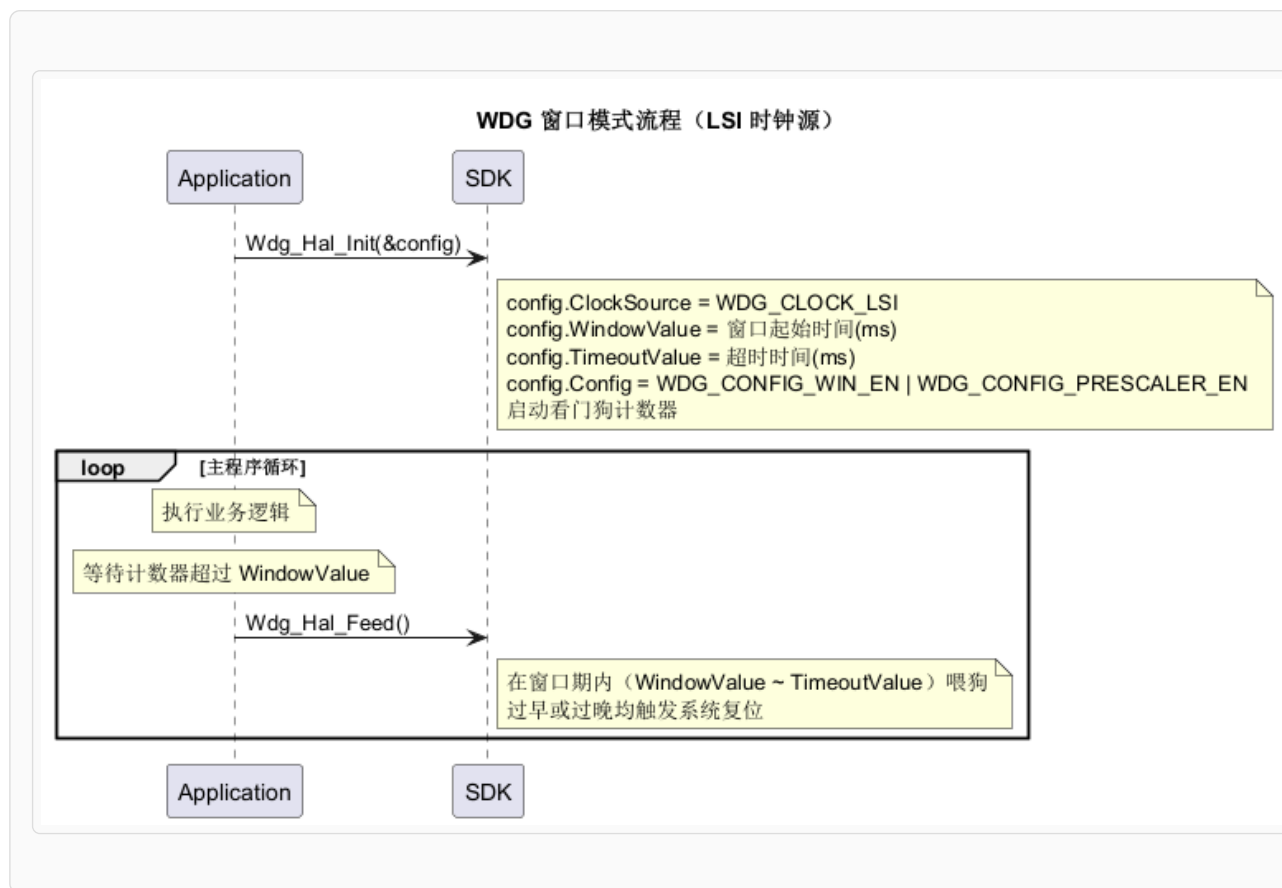 WDG 窗口模式流程（LSI 时钟源）
Application
SDK
Wdg_Hal_Init(&config)
config.ClockSource = WDG_CLOCK_LSI
config.WindowValue = 窗口起始时间(ms)
config.TimeoutValue = 超时时间(ms)
config.Config = WDG_CONFIG_WIN_EN | WDG_CONFIG_PRESCALER_EN
启动看门狗计数器
loop
[主程序循环]
执行业务逻辑
等待计数器超过 WindowValue
Wdg_Hal_Feed()
在窗口期内（WindowValue ~ TimeoutValue）喂狗
过早或过晚均触发系统复位
Application
SDK